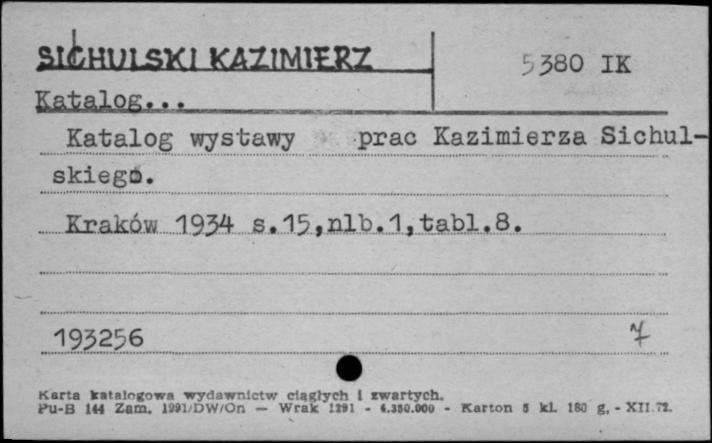 SICHULSKI KAZIMIERZ
5380 IK
Katalog...
Katalog wystawy prac Kazimierza Sichul-
skiego.
Kraków 1934 s.15,nlb.1,tabl.8.
193256
7
Karta katalogowa wydawnictw ciągłych i zwartych.
Pu-B 144 Zam. 1991/DW/On — Wrak 1291 - 4.350.000 - Karton 5 kl. 180 g, - XII.72.